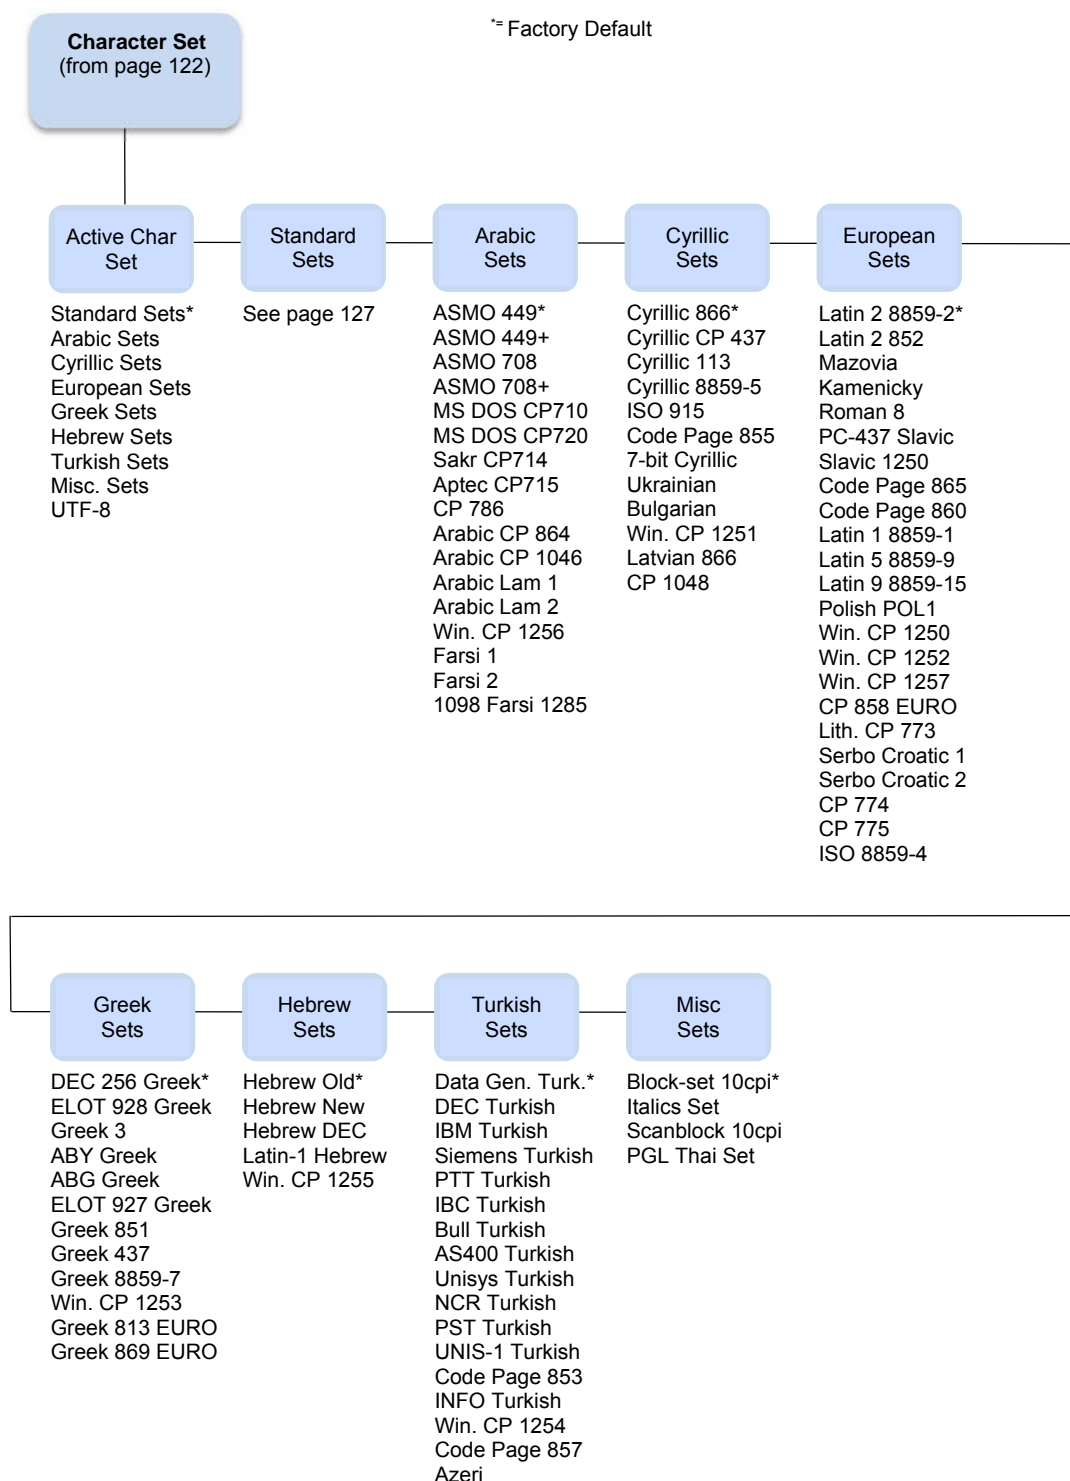 *= Factory Default
Character Set
(from page 122)
Active Char
Set
Standard Sets*
Arabic Sets
Cyrillic Sets
European Sets
Greek Sets
Hebrew Sets
Turkish Sets
Misc. Sets
UTF-8
Standard
Sets
See page 127
Arabic
Sets
ASMO 449*
ASMO 449+
ASMO 708
ASMO 708+
MS DOS CP710
MS DOS CP720
Sakr CP714
Aptec CP715
CP 786
Arabic CP 864
Arabic CP 1046
Arabic Lam 1
Arabic Lam 2
Win. CP 1256
Farsi 1
Farsi 2
1098 Farsi 1285
Cyrillic
Sets
Cyrillic 866*
Cyrillic CP 437
Cyrillic 113
Cyrillic 8859-5
ISO 915
Code Page 855
7-bit Cyrillic
Ukrainian
Bulgarian
Win. CP 1251
Latvian 866
CP 1048
European
Sets
Latin 2 8859-2*
Latin 2 852
Mazovia
Kamenicky
Roman 8
PC-437 Slavic
Slavic 1250
Code Page 865
Code Page 860
Latin 1 8859-1
Latin 5 8859-9
Latin 9 8859-15
Polish POL1
Win. CP 1250
Win. CP 1252
Win. CP 1257
CP 858 EURO
Lith. CP 773
Serbo Croatic 1
Serbo Croatic 2
CP 774
CP 775
ISO 8859-4
Greek
Sets
DEC 256 Greek*
ELOT 928 Greek
Greek 3
ABY Greek
ABG Greek
ELOT 927 Greek
Greek 851
Greek 437
Greek 8859-7
Win. CP 1253
Greek 813 EURO
Greek 869 EURO
Hebrew
Sets
Hebrew Old*
Hebrew New
Hebrew DEC
Latin-1 Hebrew
Win. CP 1255
Turkish
Sets
Data Gen. Turk.*
DEC Turkish
IBM Turkish
Siemens Turkish
PTT Turkish
IBC Turkish
Bull Turkish
AS400 Turkish
Unisys Turkish
NCR Turkish
PST Turkish
UNIS-1 Turkish
Code Page 853
INFO Turkish
Win. CP 1254
Code Page 857
Azeri
Misc
Sets
Block-set 10cpi*
Italics Set
Scanblock 10cpi
PGL Thai Set